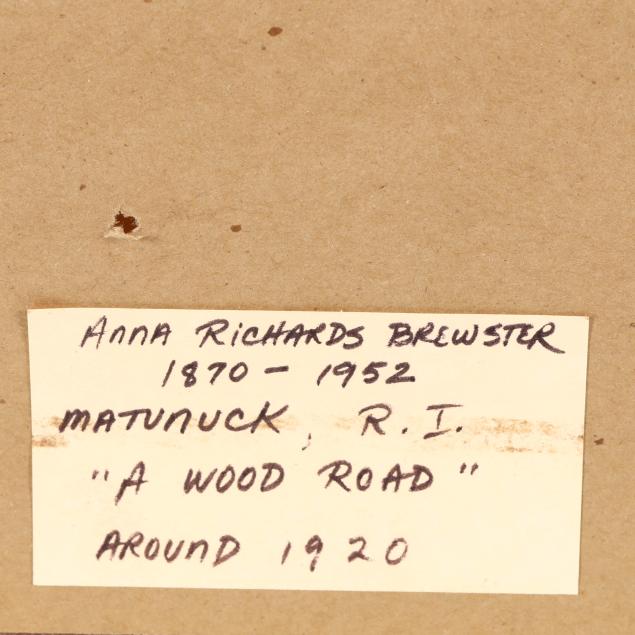 Anna Richards Brewster
1870 - 1952
Matunuck, R.I.
"A Wood Road"
Around 1920